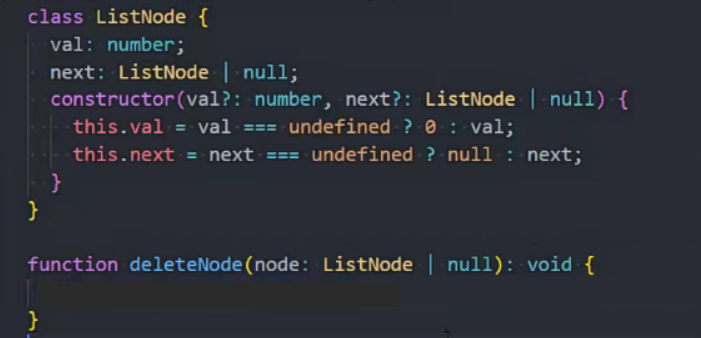 class ListNode {
val: number;
next: ListNode | null;
constructor(val?: number, next?: ListNode | null) {
this.val = val === undefined ? 0 : val;
this.next = next === undefined ? null : next;
}
}
function deleteNode(node: ListNode | null): void {
}